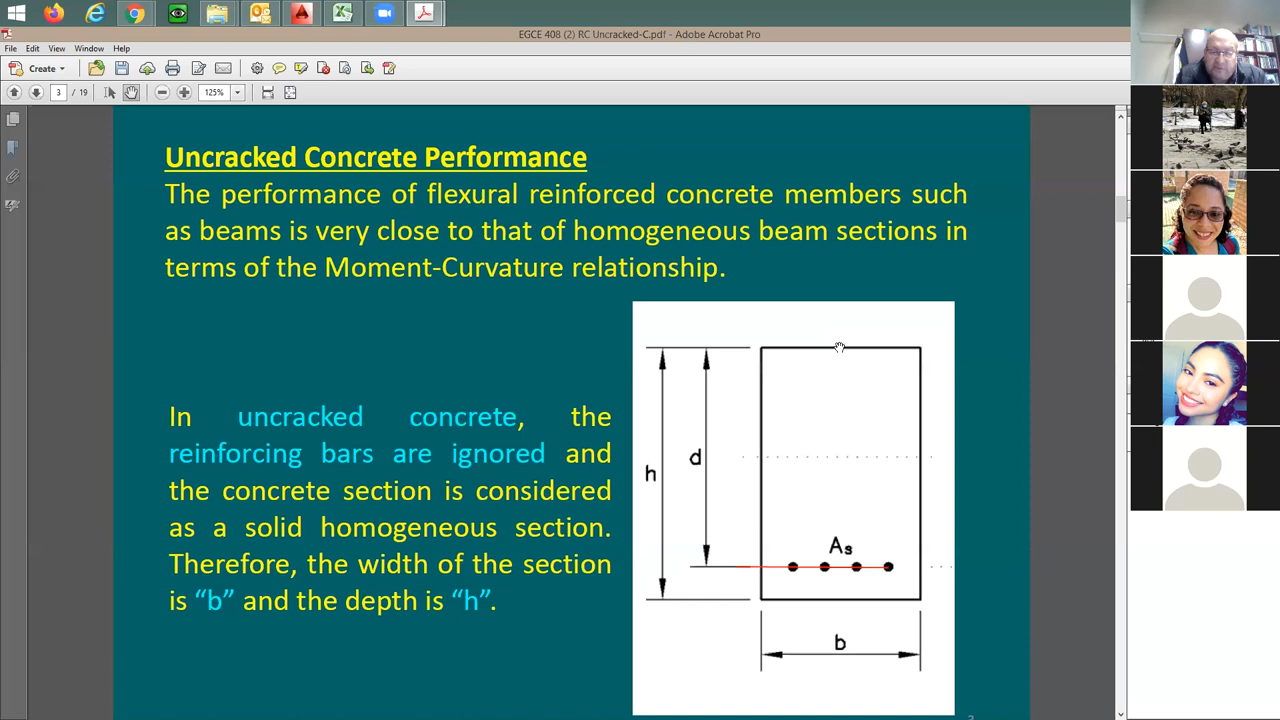 EGCE 408 (2) RC Uncracked-C.pdf - Adobe Acrobat Pro
File Edit View Window Help
Create
3 / 19
125%
Uncracked Concrete Performance
The performance of flexural reinforced concrete members such
as beams is very close to that of homogeneous beam sections in
terms of the Moment-Curvature relationship.
In uncracked concrete, the
reinforcing bars are ignored and
the concrete section is considered
as a solid homogeneous section.
Therefore, the width of the section
is “b” and the depth is “h”.
h
d
As
b
3